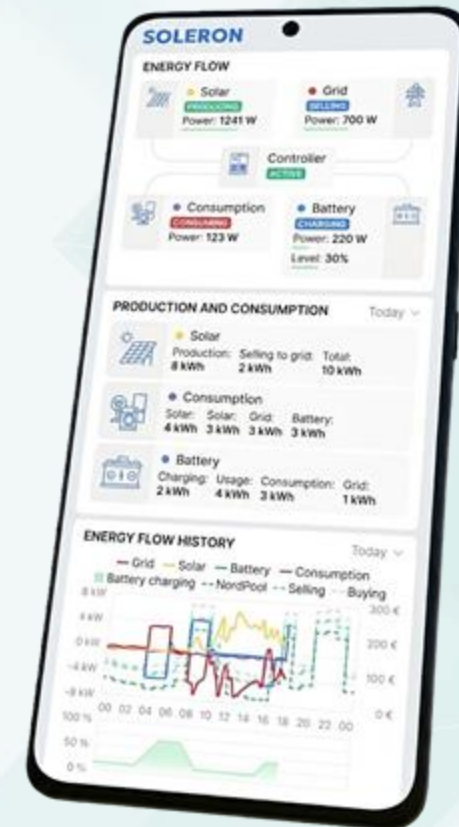 SOLERON
ENERGY FLOW
Solar
PRODUCING
Power: 1241 W
Grid
SELLING
Power: 700 W
Controller
ACTIVE
Consumption
CONSUMING
Power: 123 W
Battery
CHARGING
Power: 220 W
Level: 30%
PRODUCTION AND CONSUMPTION Today
Solar
Production: Selling to grid: Total:
8 kWh 2 kWh 10 kWh
Consumption
Solar: Solar: Grid: Battery:
4 kWh 3 kWh 3 kWh 3 kWh
Battery
Charging: Usage: Consumption: Grid:
2 kWh 4 kWh 3 kWh 1 kWh
ENERGY FLOW HISTORY Today
Grid Solar Battery Consumption
Battery charging NordPool Selling Buying
8 kW 300 €
4 kW
0 kW 200 €
-4 kW 100 €
-8 kW 0 €
00 02 04 06 08 10 12 14 16 18 20 22 00
100 %
50 %
0 %